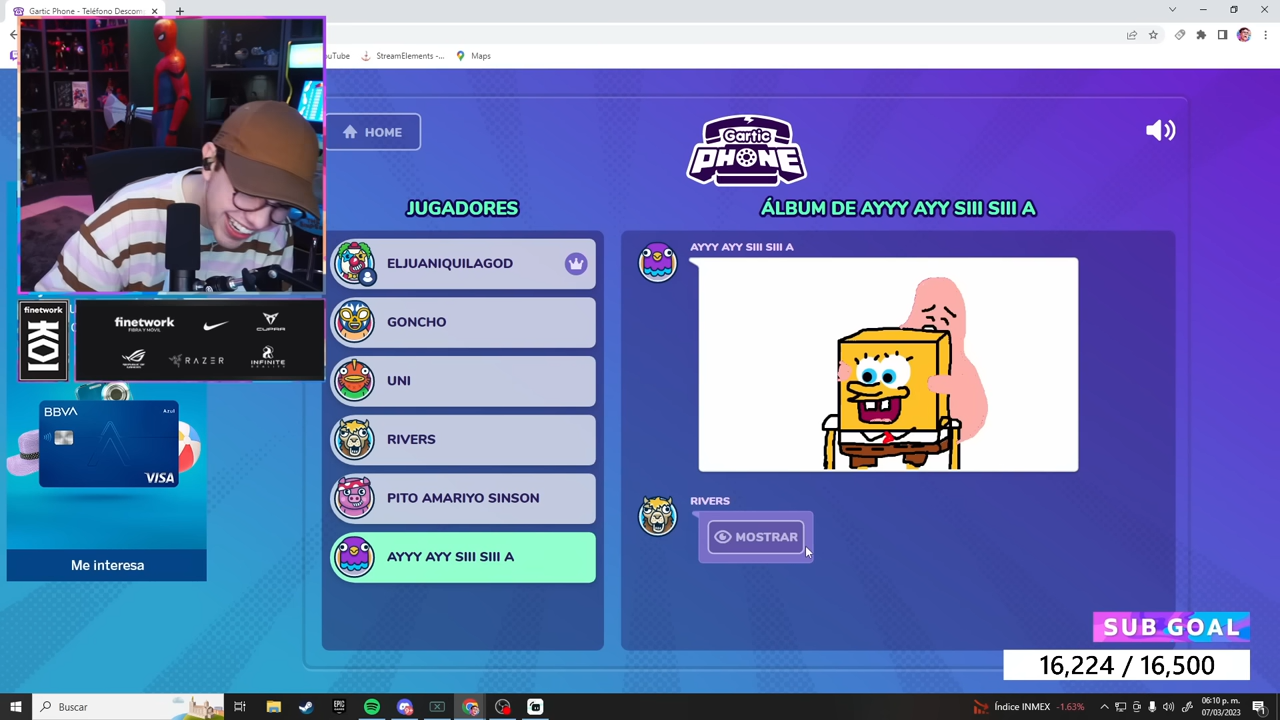 Gartic Phone - Teléfono Descom
uTube
StreamElements -...
Maps
HOME
Gartic
PHONE
JUGADORES
ÁLBUM DE AYYY AYY SIII SIII A
ELJUANIQUILAGOD
GONCHO
UNI
RIVERS
PITO AMARIYO SINSON
AYYY AYY SIII SIII A
AYYY AYY SIII SIII A
RIVERS
MOSTRAR
finetwork
KOI
finetwork
FIBRA Y MÓVIL
CUPRA
RAZER
INFINITE
REALITY
BBVA
Azul
VISA
Me interesa
SUB GOAL
16,224 / 16,500
Buscar
EPIC
Índice INMEX -1.63%
06:10 p. m.
07/03/2023